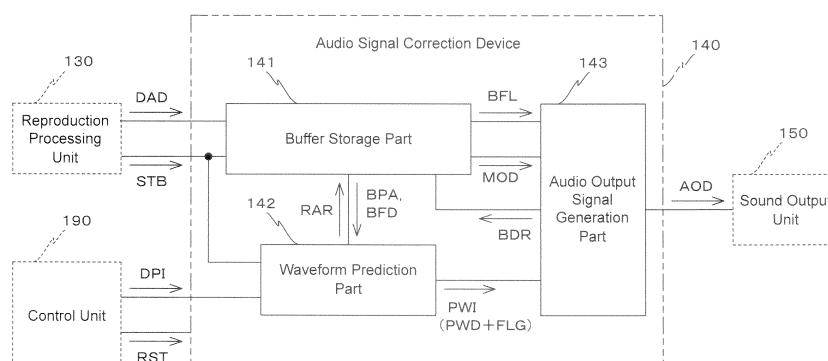 Audio Signal Correction Device
140
130
141
143
DAD
BFL
Reproduction
Processing
Unit
Buffer Storage Part
STB
MOD
150
Audio Output
Signal
Generation
Part
AOD
Sound Output
Unit
RAR
BPA,
BFD
BDR
142
190
DPI
Waveform Prediction
Part
Control Unit
PWI
(PWD+FLG)
RST